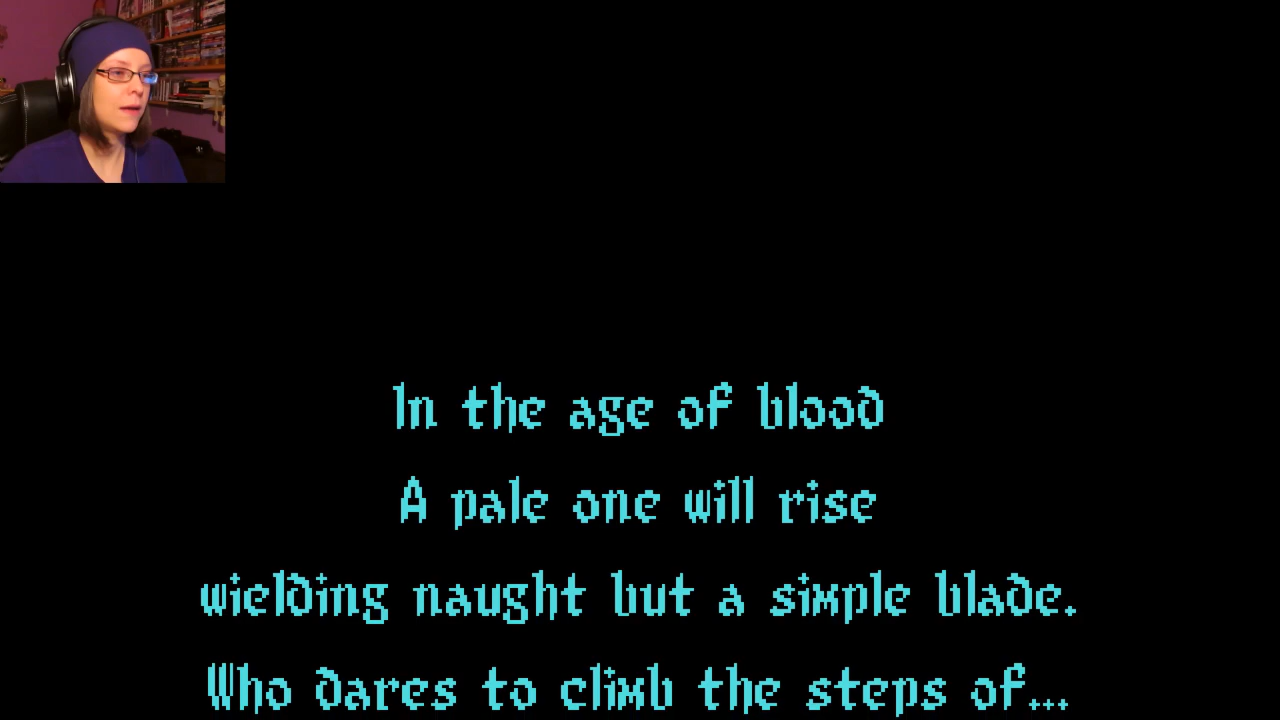 In the age of blood
A pale one will rise
wielding naught but a simple blade.
Who dares to climb the steps of...